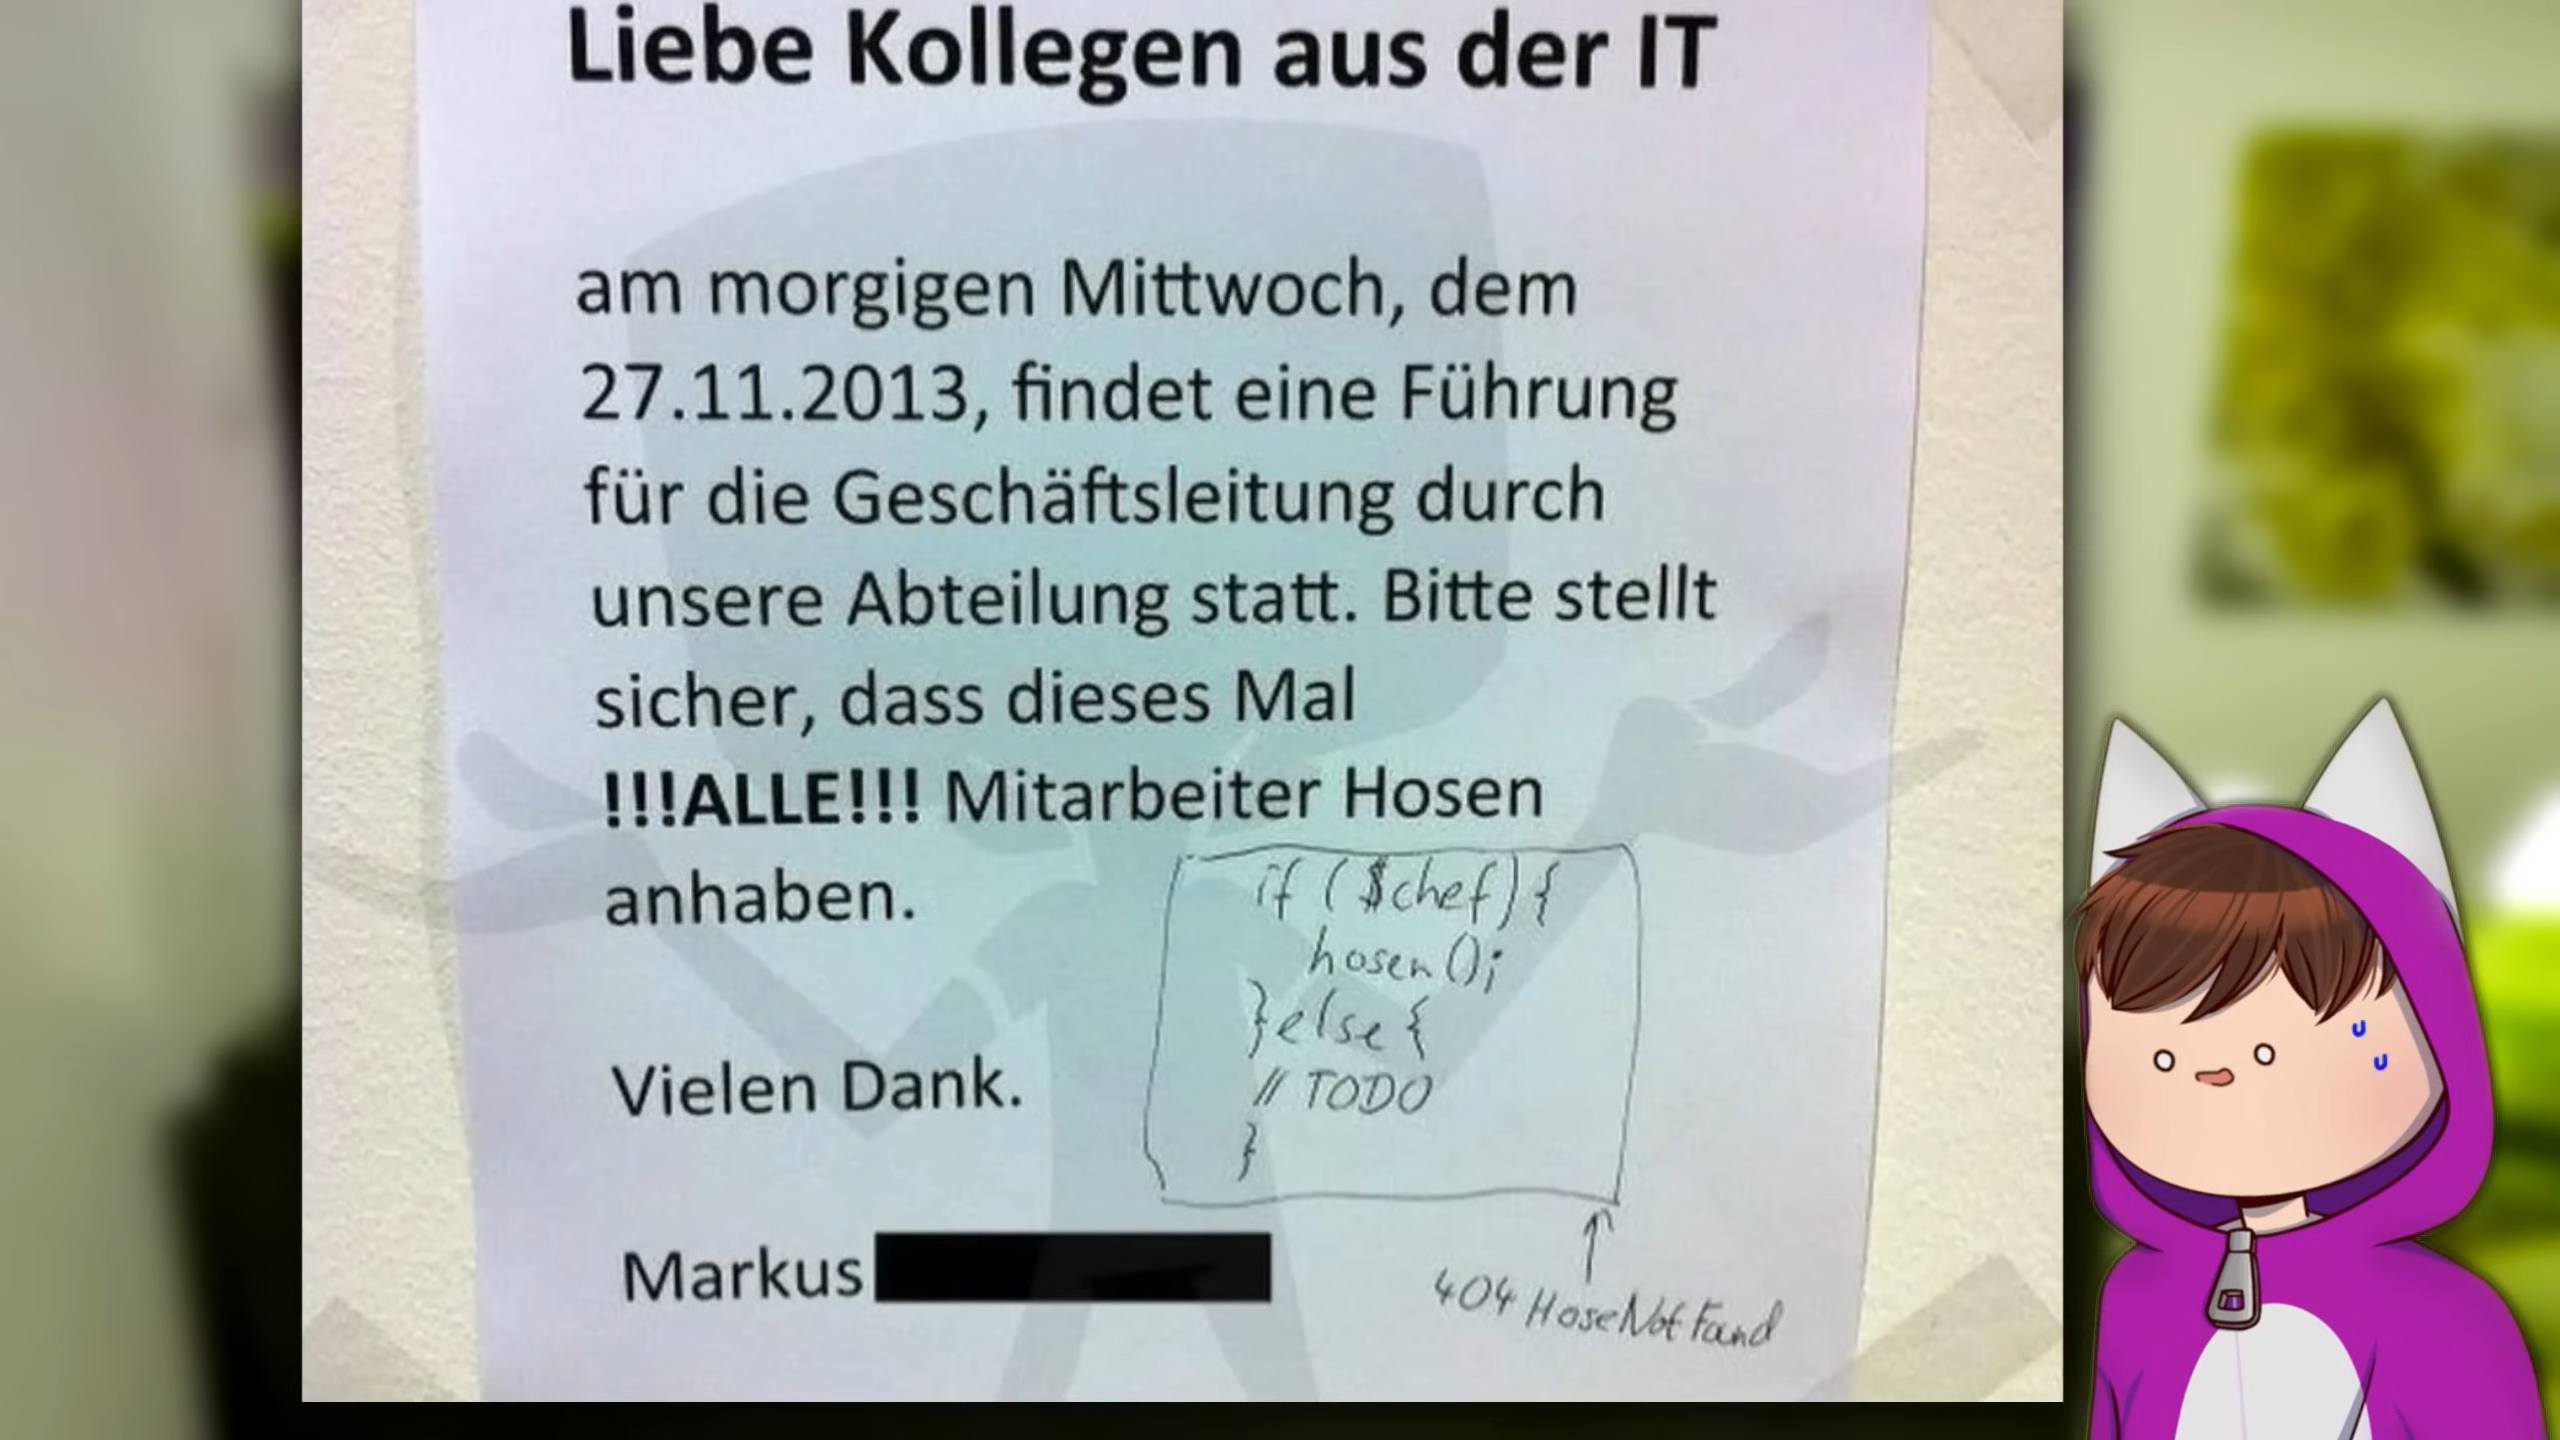 Liebe Kollegen aus der IT
am morgigen Mittwoch, dem
27.11.2013, findet eine Führung
für die Geschäftsleitung durch
unsere Abteilung statt. Bitte stellt
sicher, dass dieses Mal
!!!ALLE!!! Mitarbeiter Hosen
anhaben.
if ($chef) {
hosen();
}else {
// TODO
}
Vielen Dank.
Markus
404 HoseNotFound